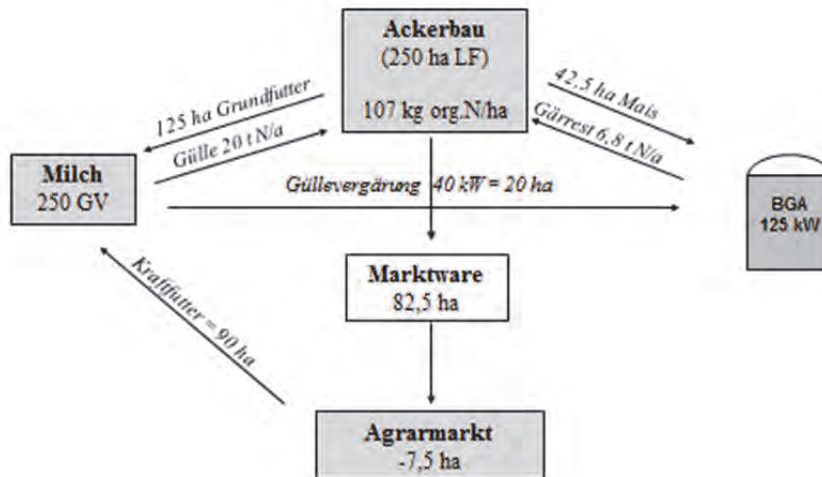 Ackerbau
(250 ha LF)
107 kg org.N/ha
125 ha Grundfutter
Gülle 20 t N/a
42,5 ha Mais
Gärrest 6,8 t N/a
Milch
250 GV
Güllevergärung 40 kW = 20 ha
BGA
125 kW
Marktware
82,5 ha
Kraftfutter = 90 ha
Agrarmarkt
-7,5 ha